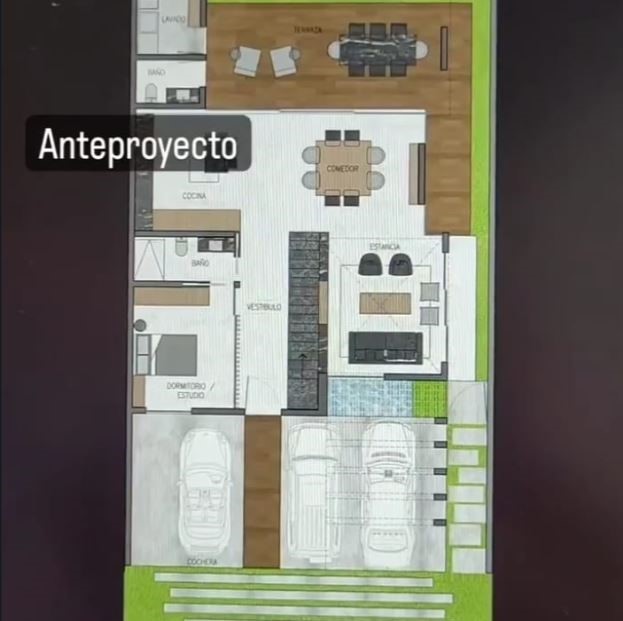 LAVADO
TERRAZA
BAÑO
Anteproyecto
COMEDOR
COCINA
ESTANCIA
BAÑO
VESTIBULO
DORMITORIO /
ESTUDIO
COCHERA